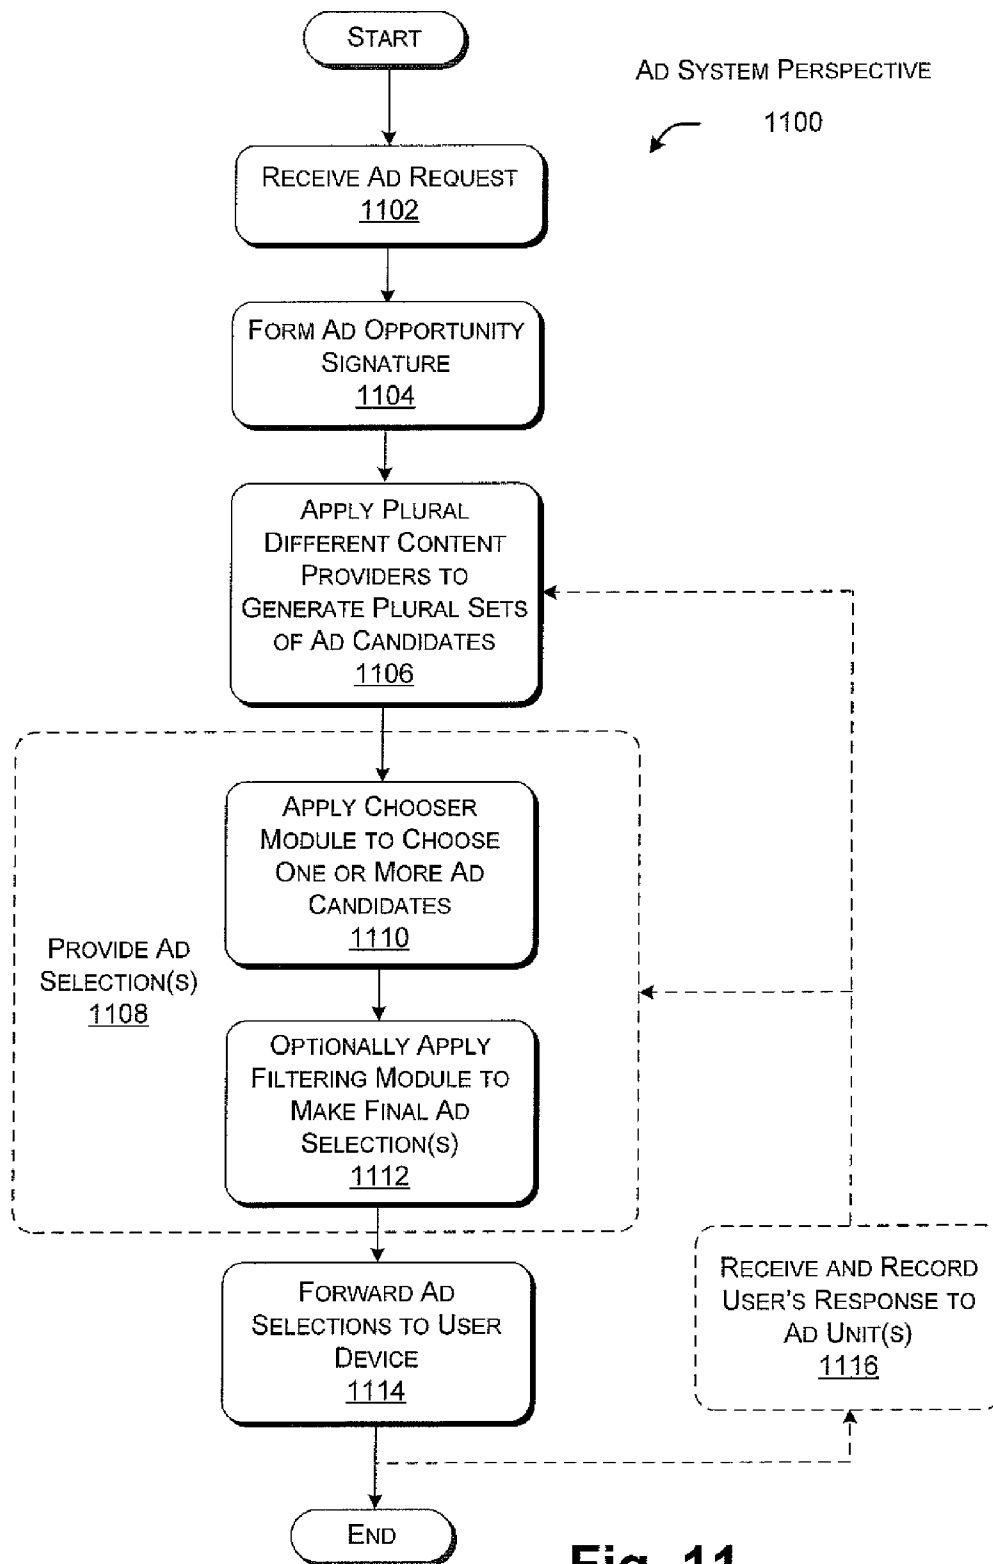 START
AD SYSTEM PERSPECTIVE
1100
RECEIVE AD REQUEST
1102
FORM AD OPPORTUNITY
SIGNATURE
1104
APPLY PLURAL
DIFFERENT CONTENT
PROVIDERS TO
GENERATE PLURAL SETS
OF AD CANDIDATES
1106
APPLY CHOOSER
MODULE TO CHOOSE
ONE OR MORE AD
CANDIDATES
1110
PROVIDE AD
SELECTION(S)
1108
OPTIONALLY APPLY
FILTERING MODULE TO
MAKE FINAL AD
SELECTION(S)
1112
FORWARD AD
SELECTIONS TO USER
DEVICE
1114
RECEIVE AND RECORD
USER'S RESPONSE TO
AD UNIT(S)
1116
END
Fig. 11